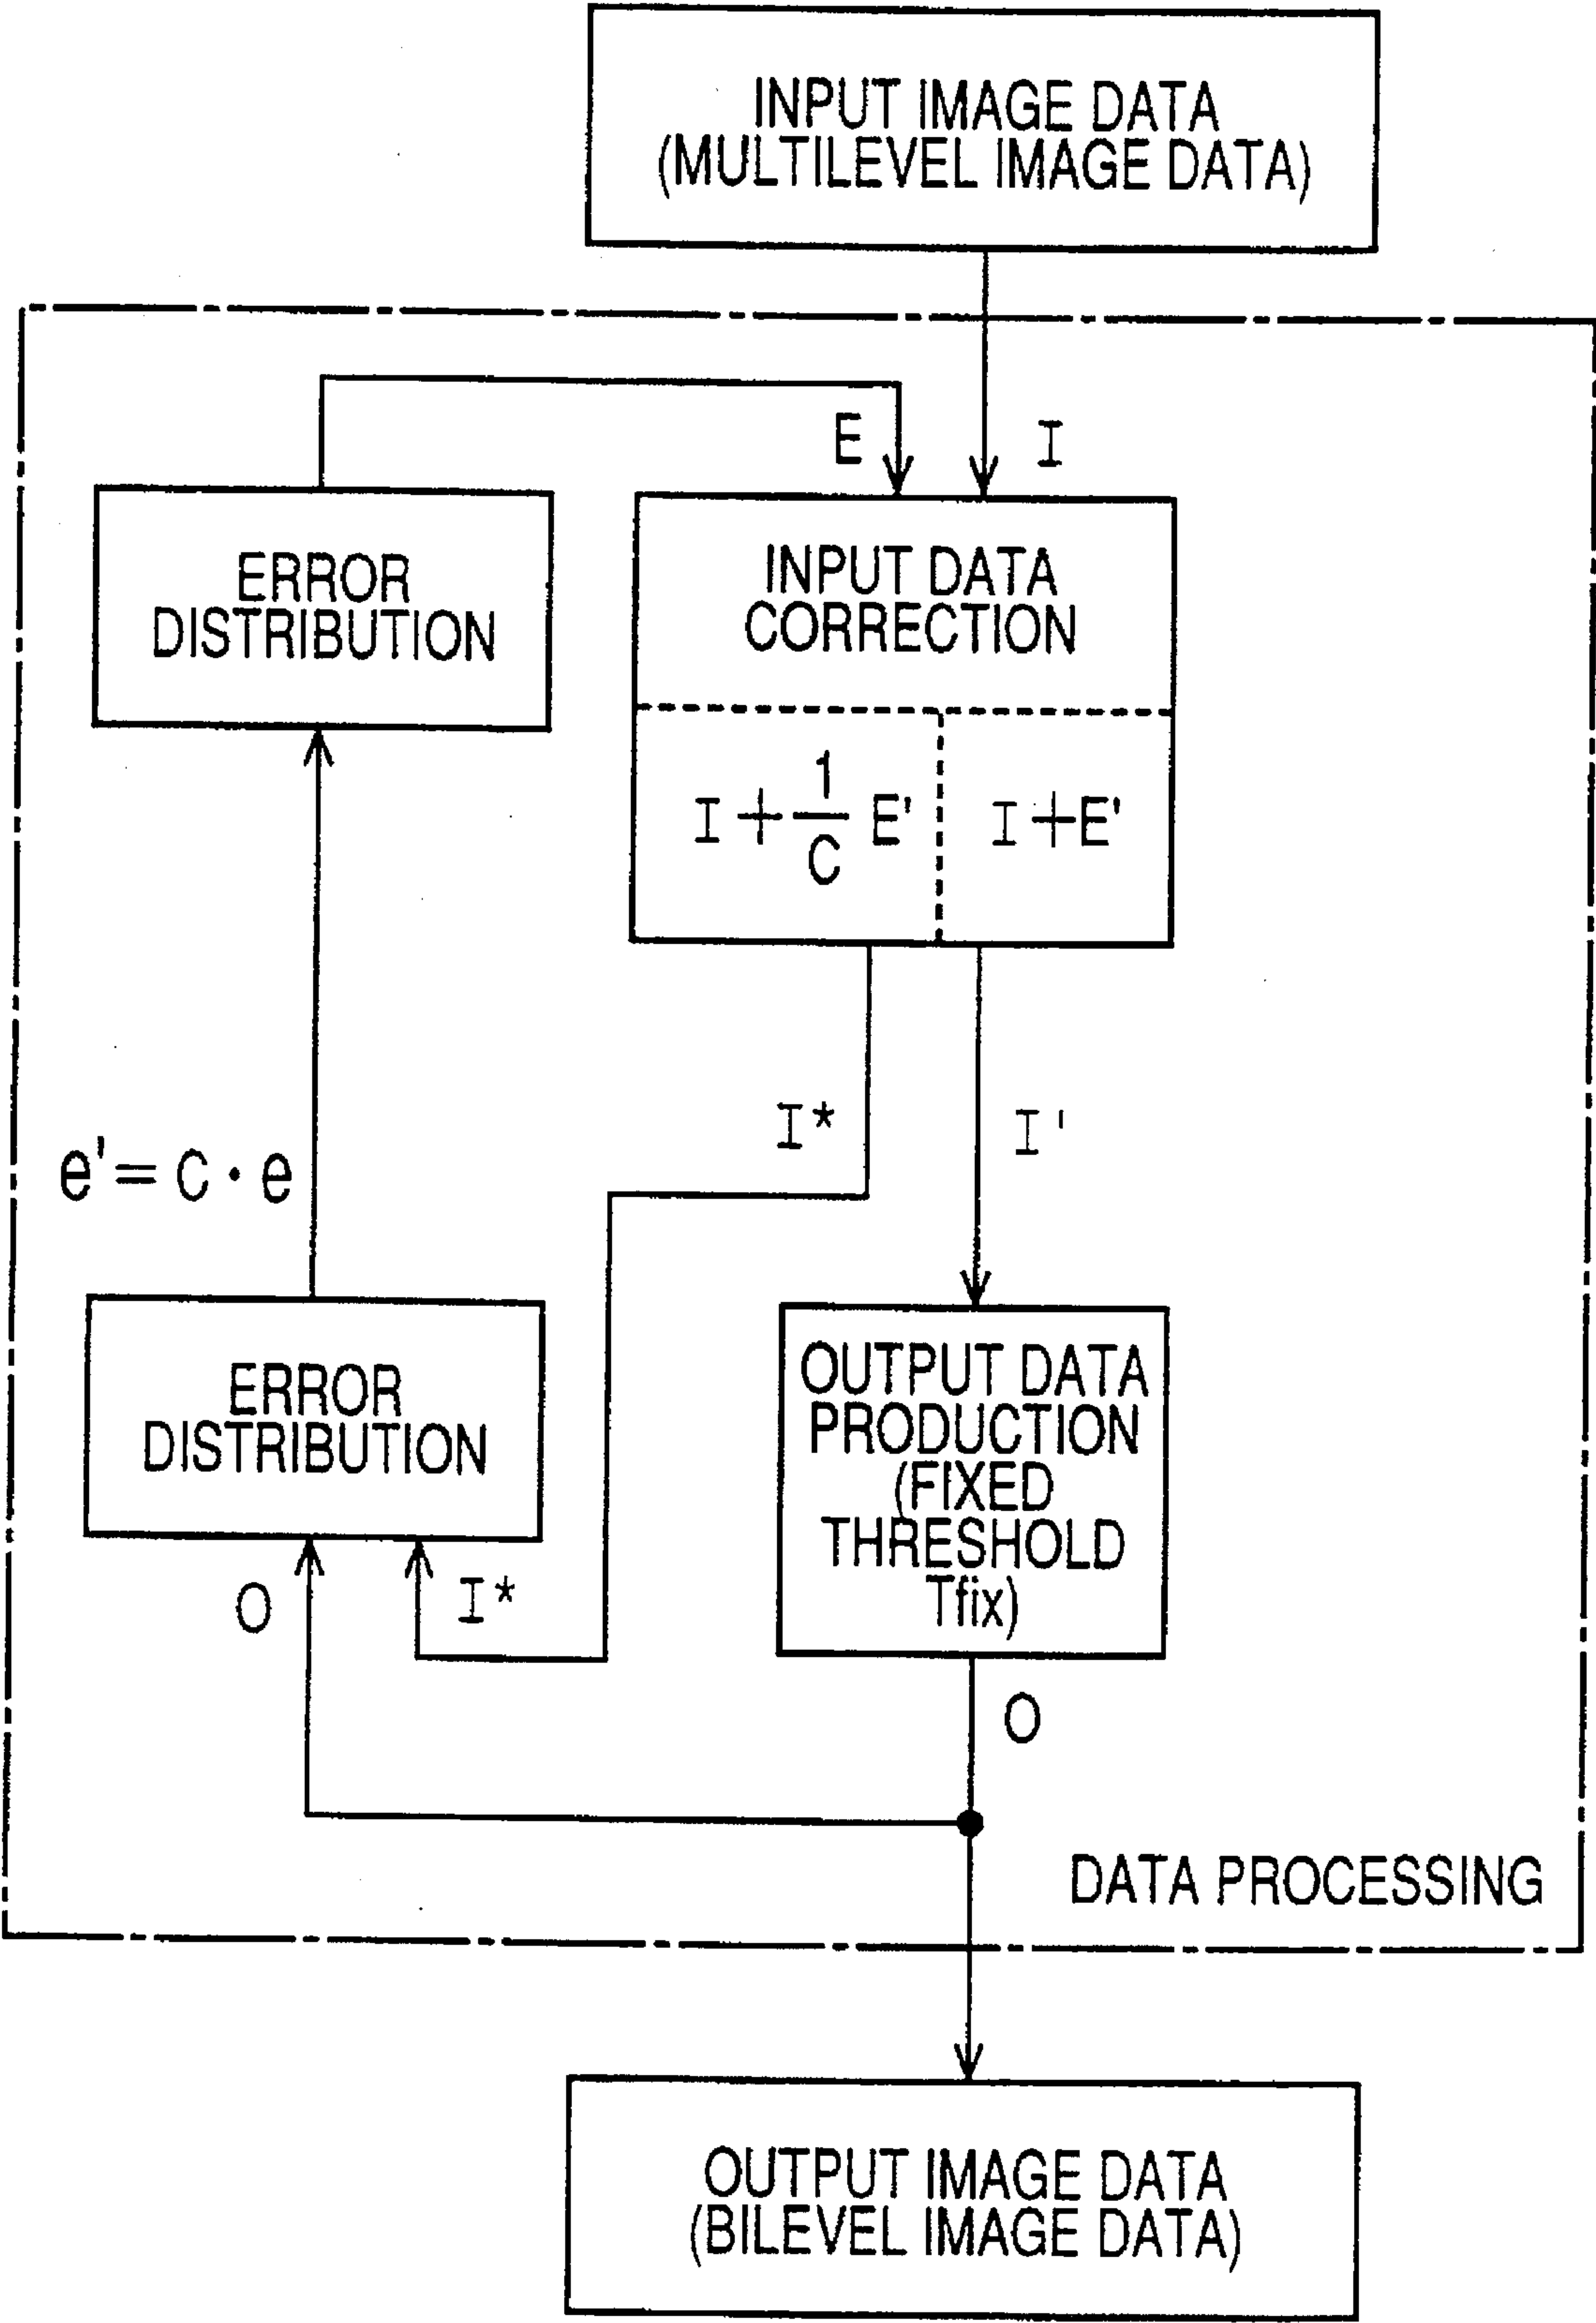 INPUT IMAGE DATA
(MULTILEVEL IMAGE DATA)
E
I
ERROR
DISTRIBUTION
INPUT DATA
CORRECTION
I + 1/C E'
I+E'
I*
I'
e'=C·e
ERROR
DISTRIBUTION
OUTPUT DATA
PRODUCTION
(FIXED
THRESHOLD
Tfix)
O
I*
O
DATA PROCESSING
OUTPUT IMAGE DATA
(BILEVEL IMAGE DATA)